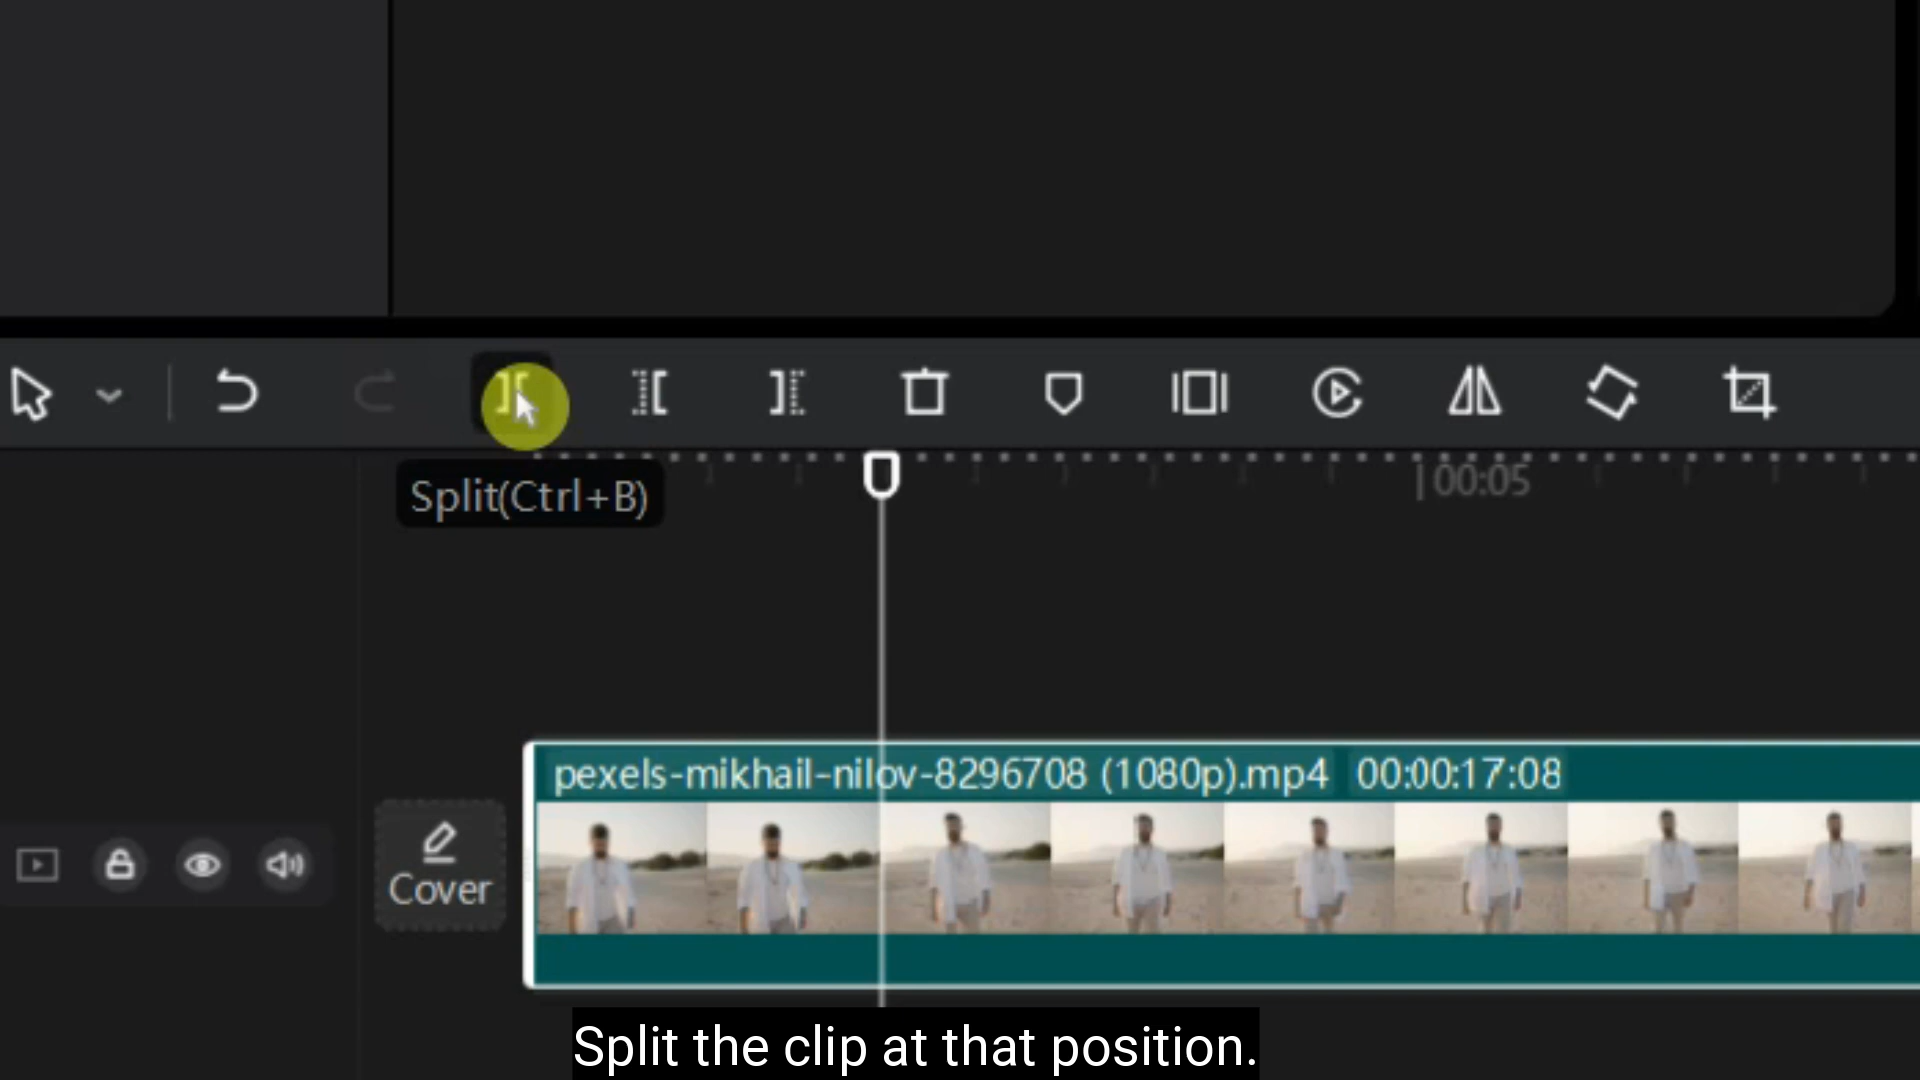 Split(Ctrl+B)
00:05
pexels-mikhail-nilov-8296708 (1080p).mp4 00:00:17:08
Cover
Split the clip at that position.